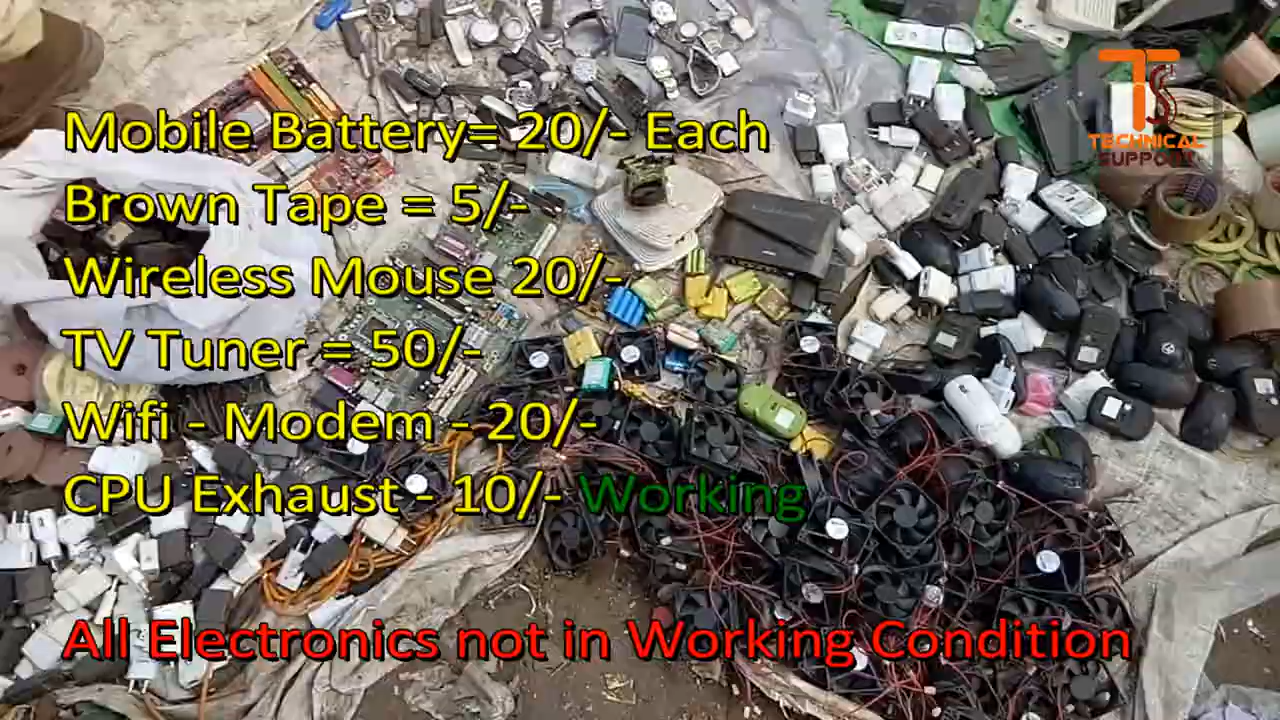 Mobile Battery= 20/- Each
Brown Tape = 5/-
Wireless Mouse 20/-
TV Tuner = 50/-
Wifi - Modem - 20/-
CPU Exhaust - 10/- Working
All Electronics not in Working Condition
TS
TECHNICAL
SUPPORT